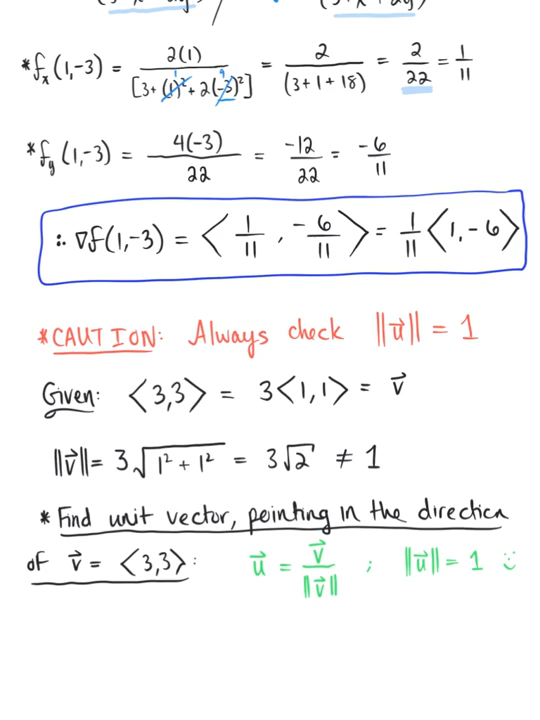 *fₓ(1,-3) = 2(1) / [3+(1)²+2(-3)²] = 2 / (3+1+18) = 2/22 = 1/11
*f_y(1,-3) = 4(-3)/22 = -12/22 = -6/11
∴ ∇f(1,-3) = ⟨1/11, -6/11⟩ = 1/11⟨1,-6⟩
*CAUTION: Always check ‖u⃗‖ = 1
Given: ⟨3,3⟩ = 3⟨1,1⟩ = v⃗
‖v⃗‖ = 3√(1²+1²) = 3√2 ≠ 1
*Find unit vector, pointing in the direction
of v⃗ = ⟨3,3⟩: u⃗ = v⃗/‖v⃗‖ ; ‖u⃗‖ = 1 ツ